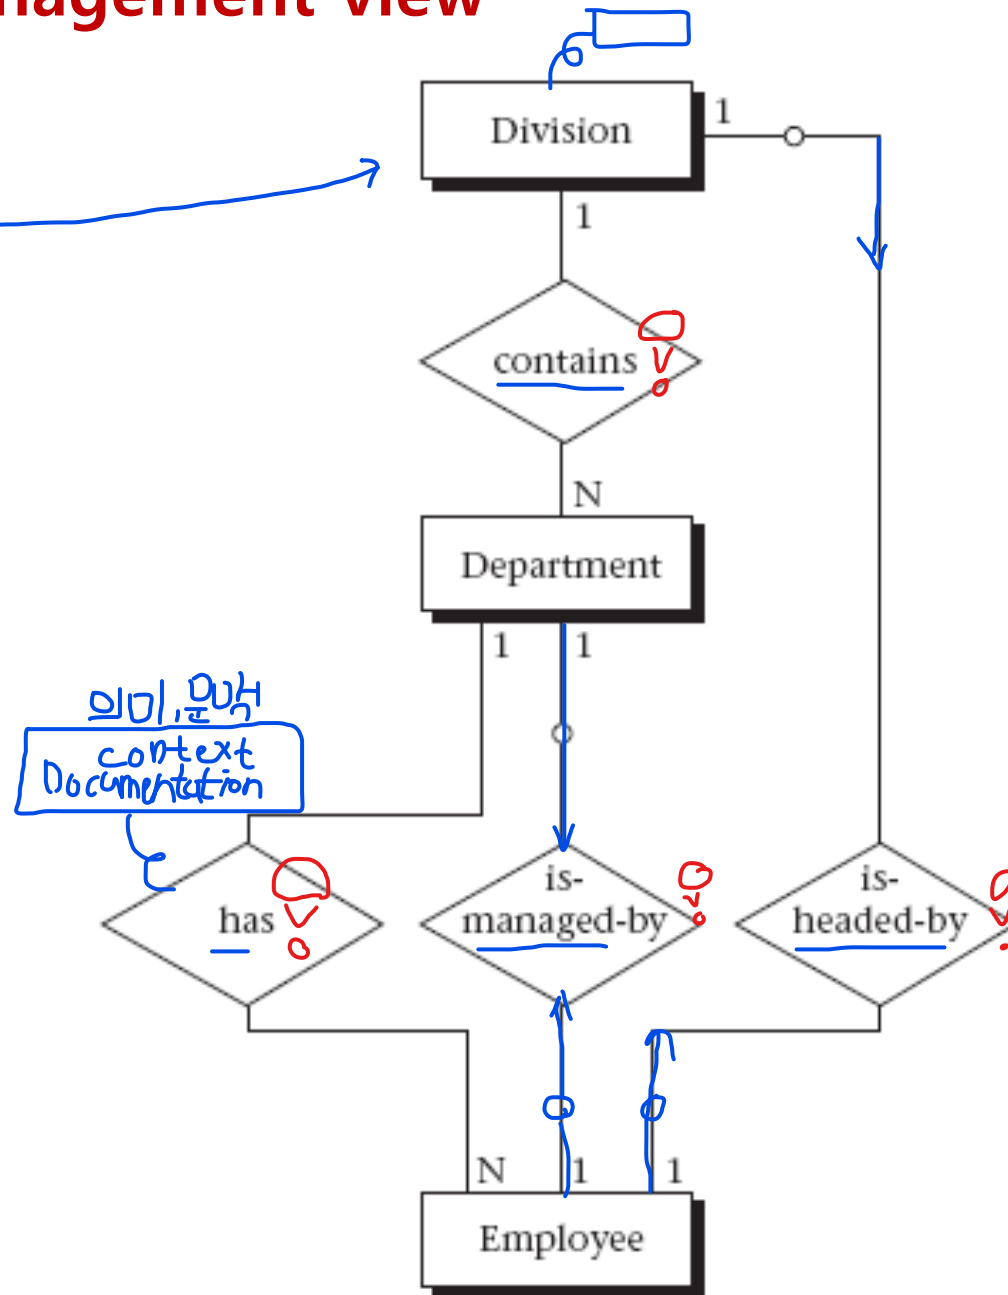 nagement view
Division
1
1
contains
N
Department
1
1
의미, 문맥
context
Documentation
has
is-
managed-by
is-
headed-by
N
1
1
Employee